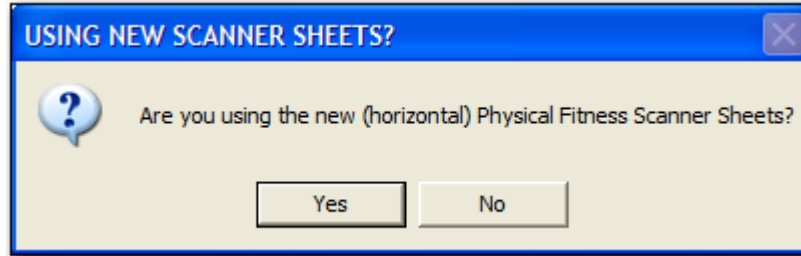 USING NEW SCANNER SHEETS?
Are you using the new (horizontal) Physical Fitness Scanner Sheets?
Yes No